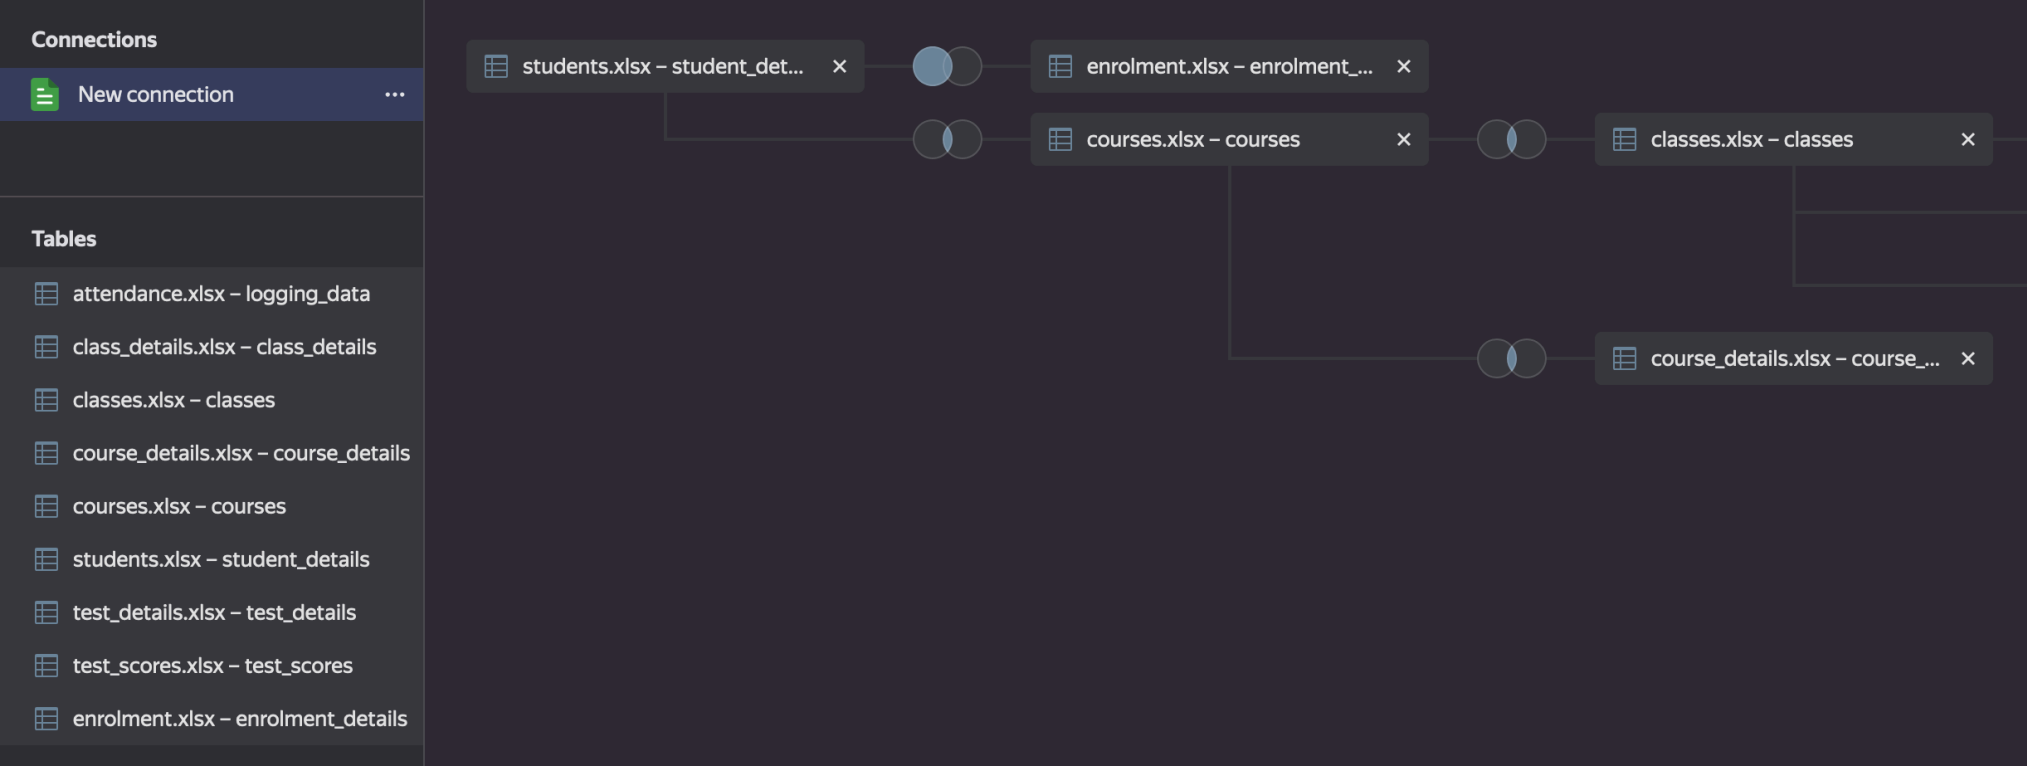 Connections
New connection
Tables
attendance.xlsx – logging_data
class_details.xlsx – class_details
classes.xlsx – classes
course_details.xlsx – course_details
courses.xlsx – courses
students.xlsx – student_details
test_details.xlsx – test_details
test_scores.xlsx – test_scores
enrolment.xlsx – enrolment_details
students.xlsx – student_det...
enrolment.xlsx – enrolment_...
courses.xlsx – courses
classes.xlsx – classes
course_details.xlsx – course_...